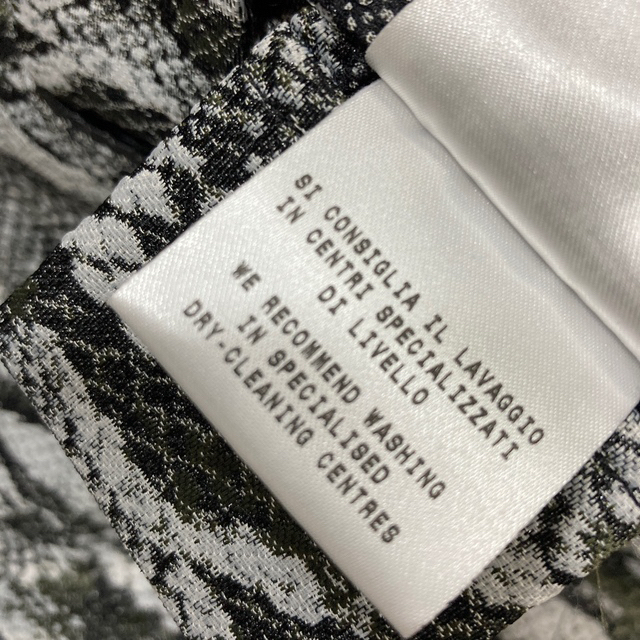 SI CONSIGLIA IL LAVAGGIO
IN CENTRI SPECIALIZZATI
DI LIVELLO
WE RECOMMEND WASHING
IN SPECIALISED
DRY-CLEANING CENTRES